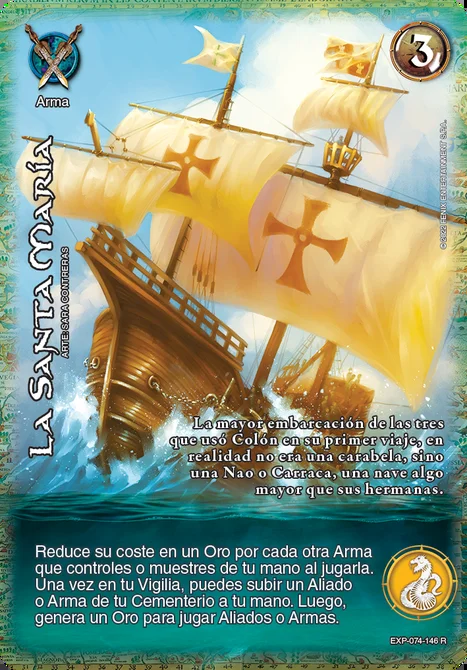 3
Arma
La Santa María
ARTE: SARA CONTRERAS
© 2022 FENIX ENTERTAINMENT S.P.A.
La mayor embarcación de las tres
que usó Colón en su primer viaje, en
realidad no era una carabela, sino
una Nao o Carraca, una nave algo
mayor que sus hermanas.
Reduce su coste en un Oro por cada otra Arma
que controles o muestres de tu mano al jugarla.
Una vez en tu Vigilia, puedes subir un Aliado
o Arma de tu Cementerio a tu mano. Luego,
genera un Oro para jugar Aliados o Armas.
EXP-074-146 R